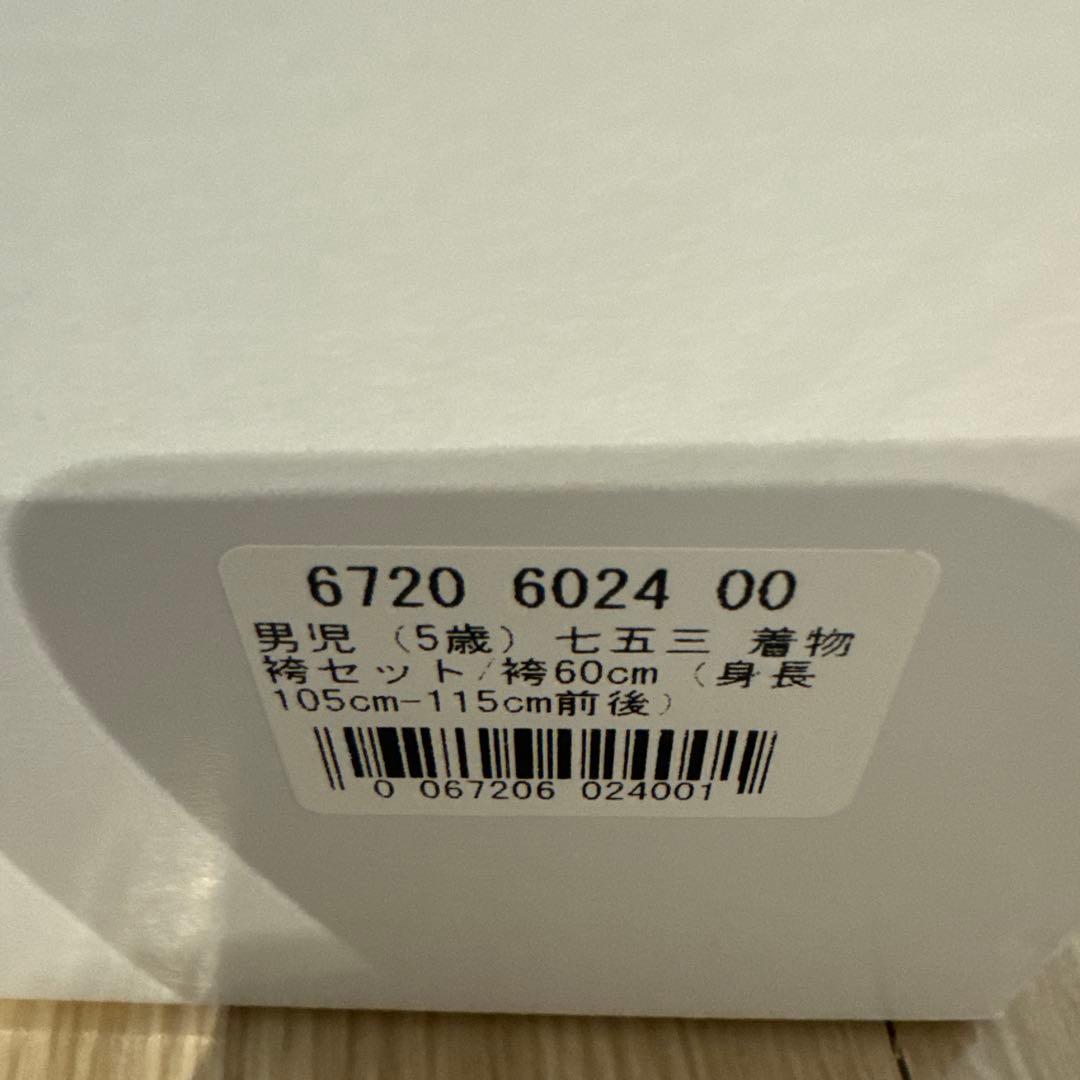 6720 6024 00
男児（5歳）七五三 着物
袴セット/袴60cm（身長
105cm-115cm前後）
0 067206 024001